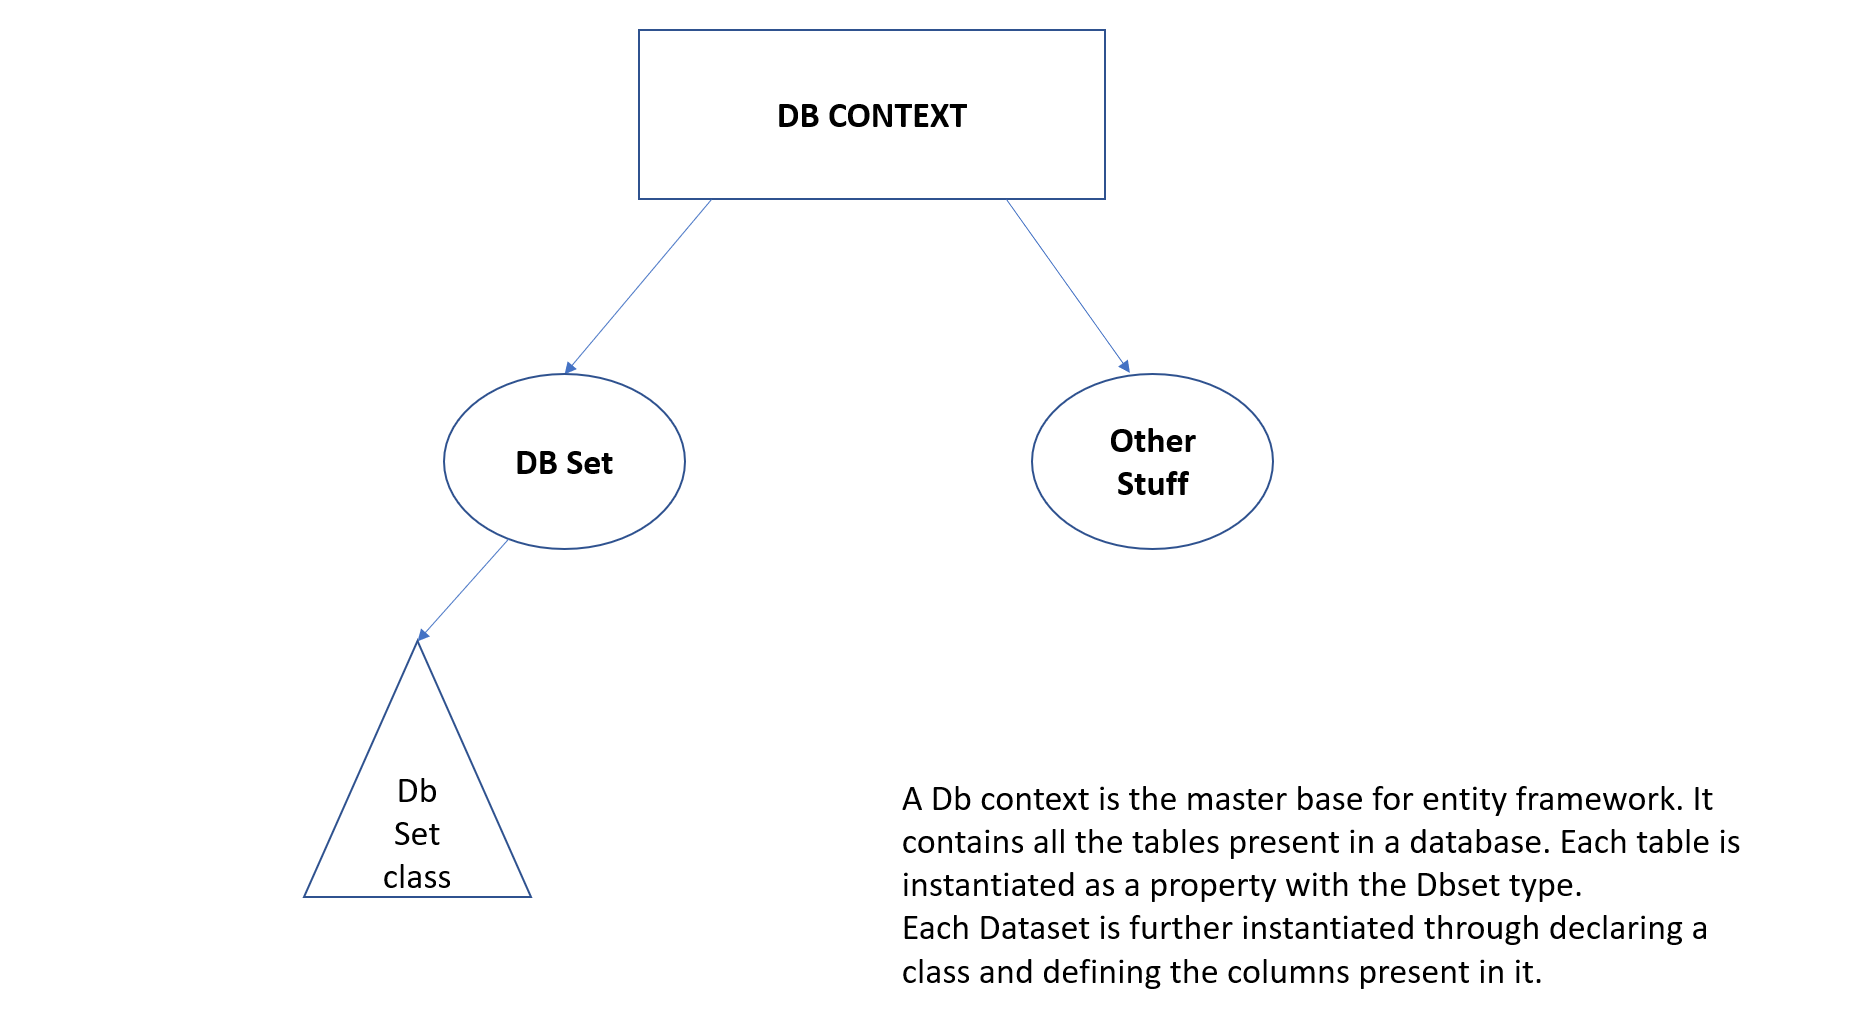 DB CONTEXT
DB Set
Other
Stuff
Db
Set
class
A Db context is the master base for entity framework. It
contains all the tables present in a database. Each table is
instantiated as a property with the Dbset type.
Each Dataset is further instantiated through declaring a
class and defining the columns present in it.